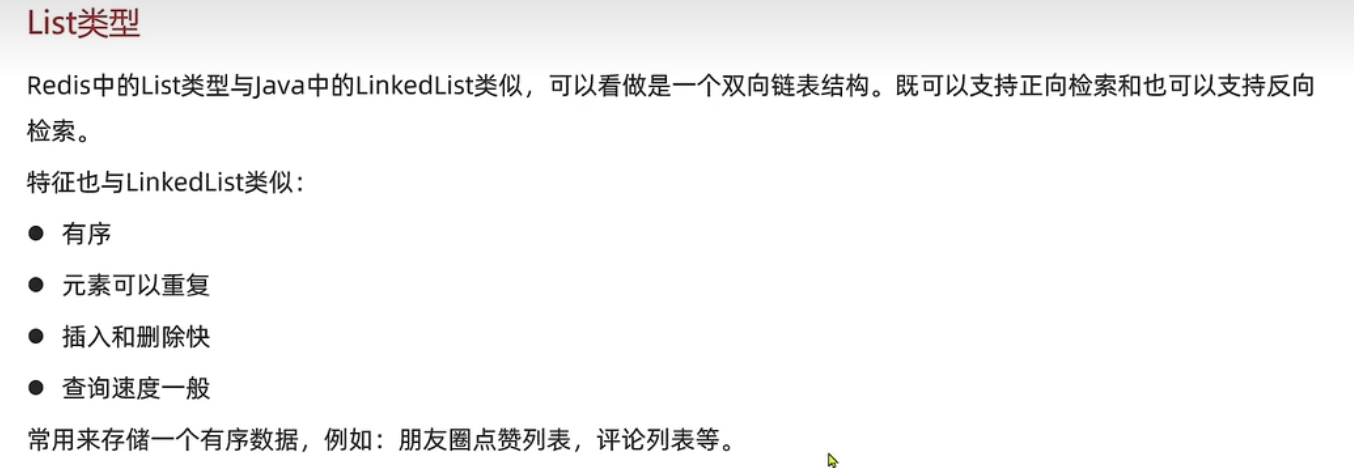 List类型
Redis中的List类型与Java中的LinkedList类似，可以看做是一个双向链表结构。既可以支持正向检索和也可以支持反向
检索。
特征也与LinkedList类似：
● 有序
● 元素可以重复
● 插入和删除快
● 查询速度一般
常用来存储一个有序数据，例如：朋友圈点赞列表，评论列表等。